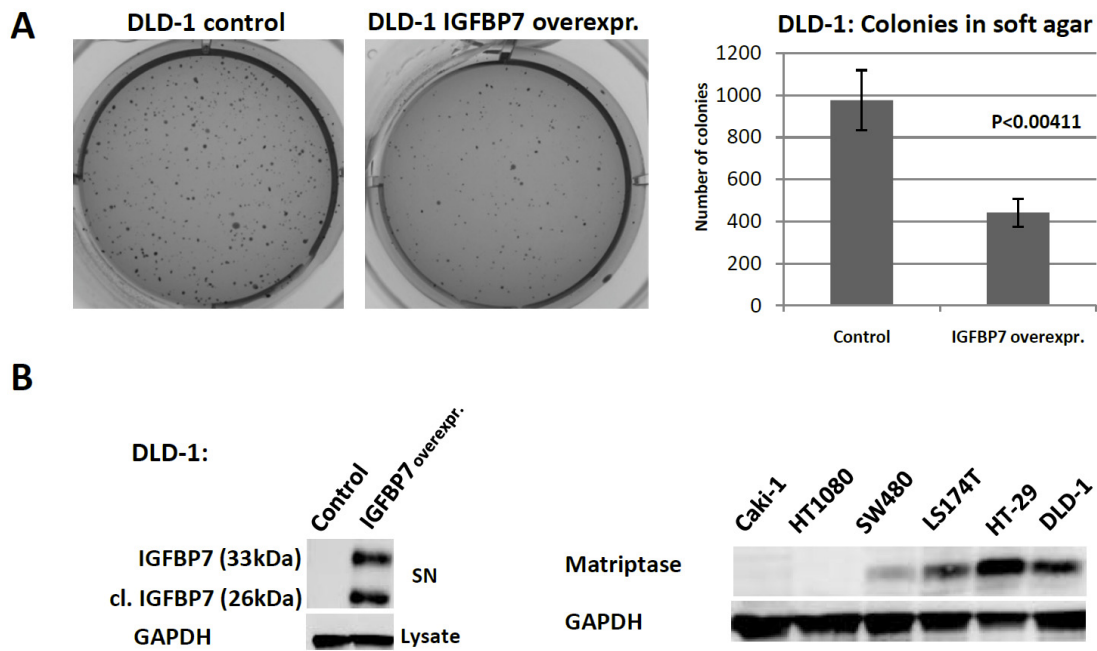 A
DLD-1 control
DLD-1 IGFBP7 overexpr.
DLD-1: Colonies in soft agar
Number of colonies
1200
1000
800
600
400
200
0
P<0.00411
Control
IGFBP7 overexpr.
B
DLD-1:
Control
IGFBP7 overexpr.
IGFBP7 (33kDa)
cl. IGFBP7 (26kDa)
SN
GAPDH
Lysate
Caki-1
HT1080
SW480
LS174T
HT-29
DLD-1
Matriptase
GAPDH